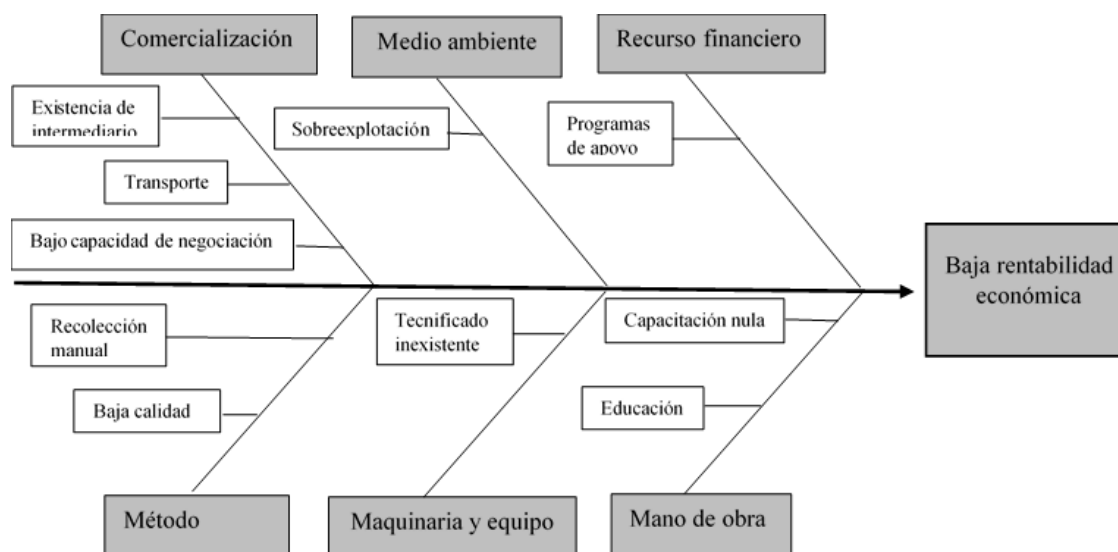 Comercialización
Medio ambiente
Recurso financiero
Existencia de
intermediario
Sobreexplotación
Programas
de apoyo
Transporte
Bajo capacidad de negociación
Baja rentabilidad
económica
Recolección
manual
Tecnificado
inexistente
Capacitación nula
Baja calidad
Educación
Método
Maquinaria y equipo
Mano de obra